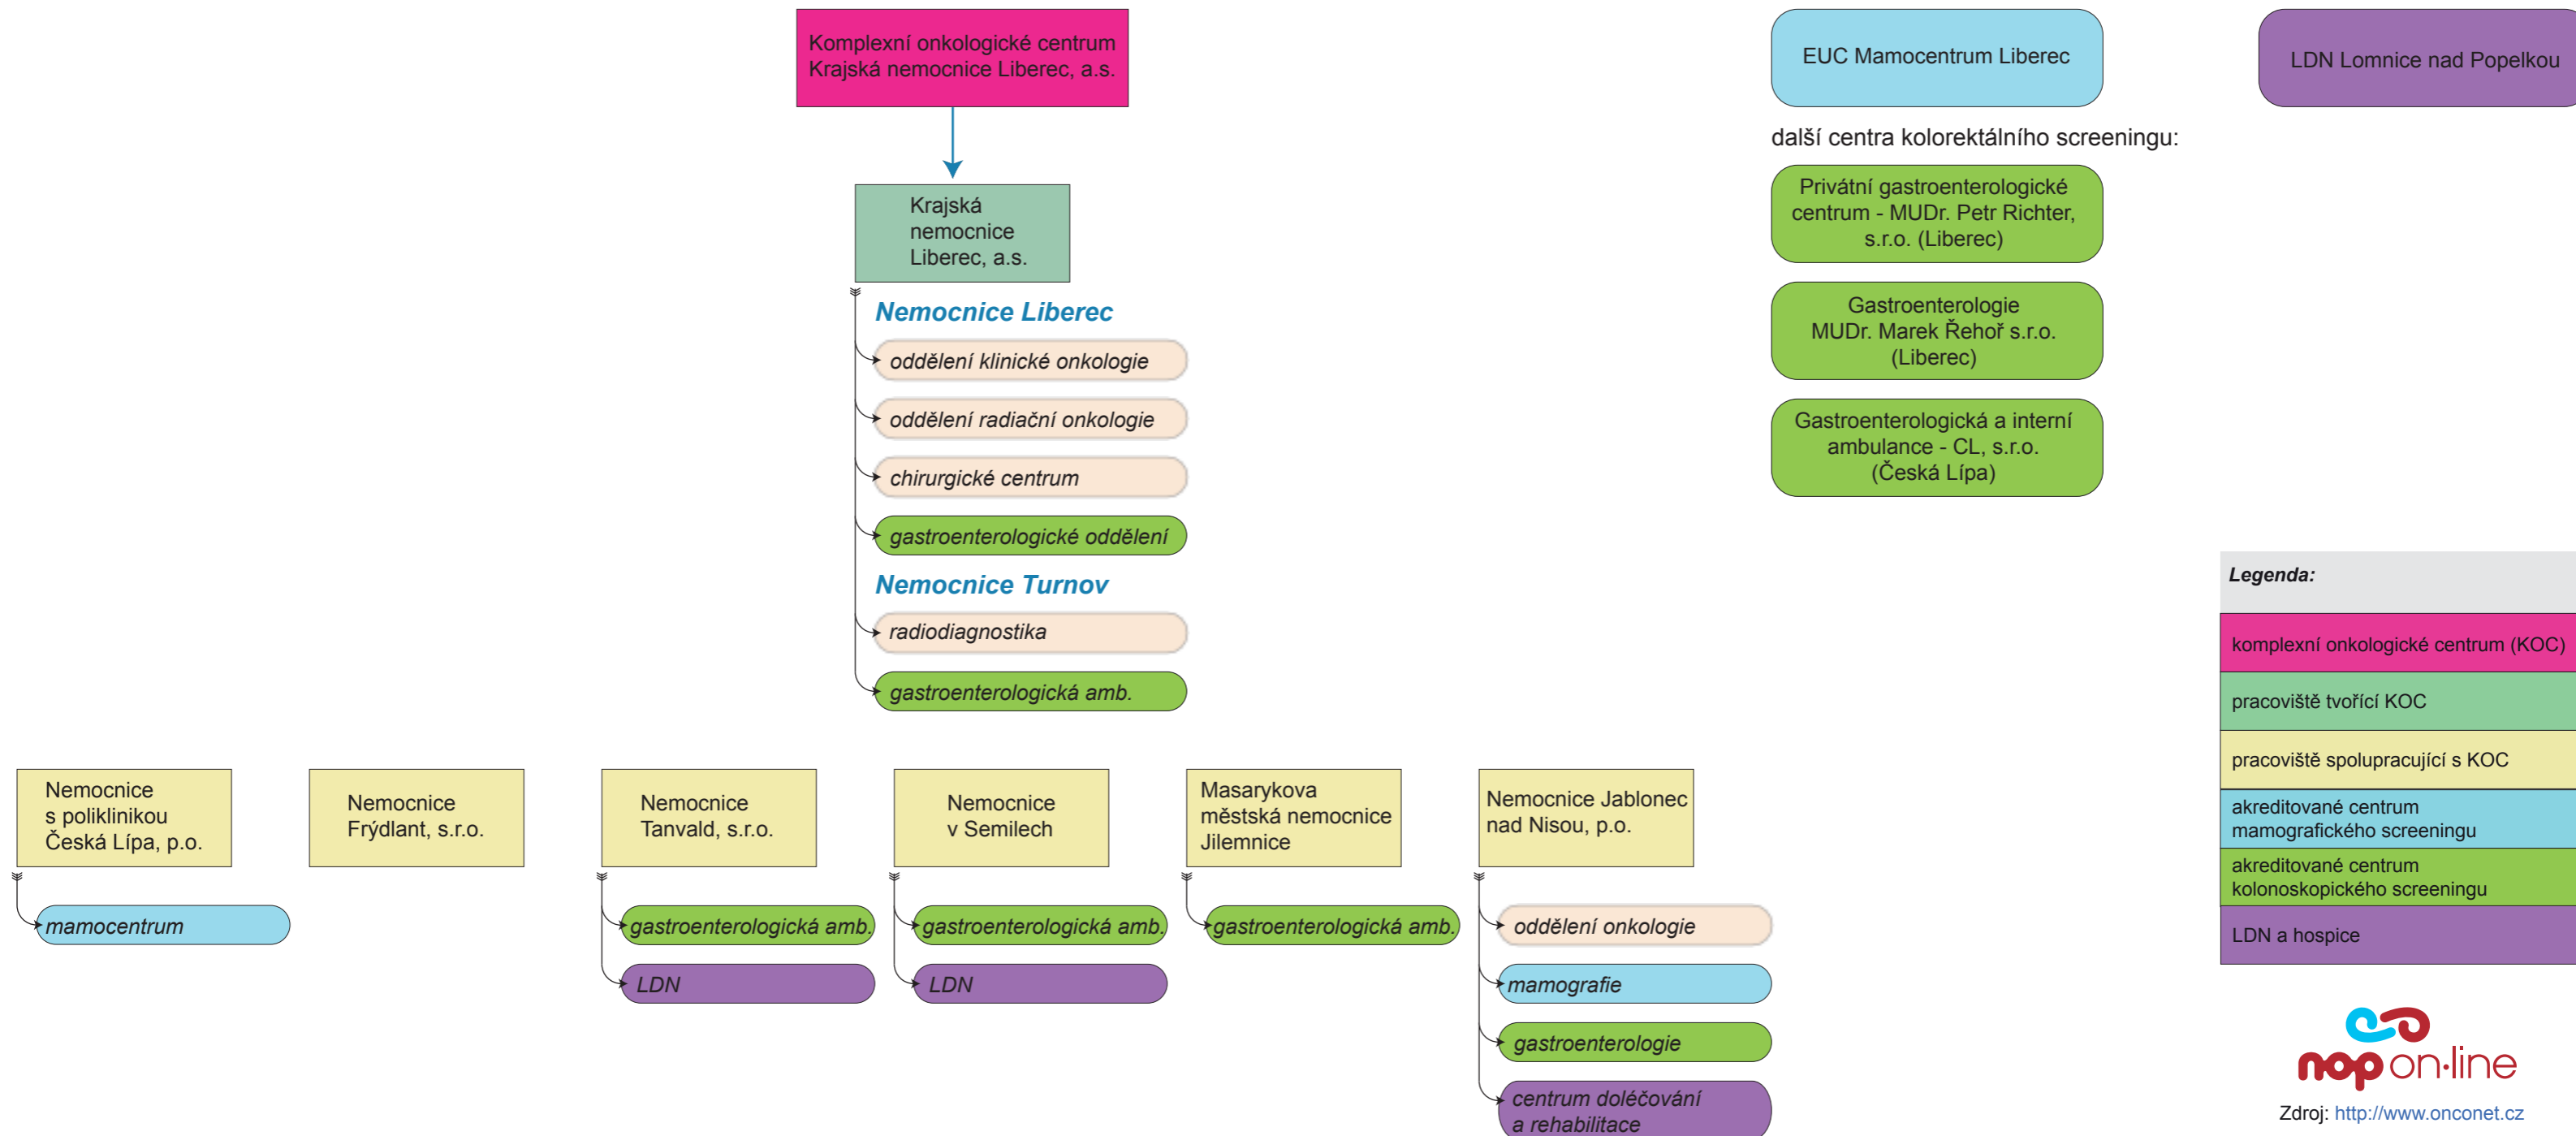 Komplexní onkologické centrum
Krajská nemocnice Liberec, a.s.
EUC Mamocentrum Liberec
LDN Lomnice nad Popelkou
další centra kolorektálního screeningu:
Privátní gastroenterologické
centrum - MUDr. Petr Richter,
s.r.o. (Liberec)
Gastroenterologie
MUDr. Marek Řehoř s.r.o.
(Liberec)
Gastroenterologická a interní
ambulance - CL, s.r.o.
(Česká Lípa)
Krajská
nemocnice
Liberec, a.s.
Nemocnice Liberec
oddělení klinické onkologie
oddělení radiační onkologie
chirurgické centrum
gastroenterologické oddělení
Nemocnice Turnov
radiodiagnostika
gastroenterologická amb.
Nemocnice
s poliklinikou
Česká Lípa, p.o.
mamocentrum
Nemocnice
Frýdlant, s.r.o.
Nemocnice
Tanvald, s.r.o.
gastroenterologická amb.
LDN
Nemocnice
v Semilech
gastroenterologická amb.
LDN
Masarykova
městská nemocnice
Jilemnice
gastroenterologická amb.
Nemocnice Jablonec
nad Nisou, p.o.
oddělení onkologie
mamografie
gastroenterologie
centrum doléčování
a rehabilitace
Legenda:
komplexní onkologické centrum (KOC)
pracoviště tvořící KOC
pracoviště spolupracující s KOC
akreditované centrum
mamografického screeningu
akreditované centrum
kolonoskopického screeningu
LDN a hospice
nop on·line
Zdroj: http://www.onconet.cz